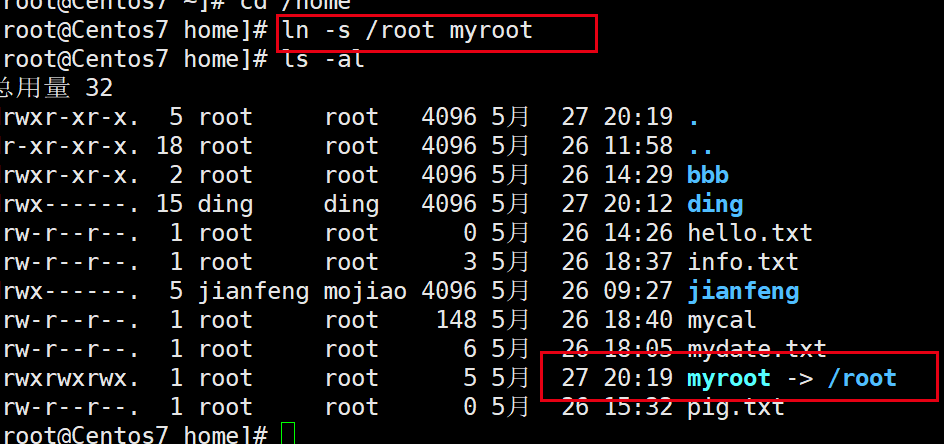 root@Centos7 ~]# cd /home
root@Centos7 home]# ln -s /root myroot
root@Centos7 home]# ls -al
总用量 32
rwxr-xr-x. 5 root root 4096 5月 27 20:19 .
r-xr-xr-x. 18 root root 4096 5月 26 11:58 ..
rwxr-xr-x. 2 root root 4096 5月 26 14:29 bbb
rwx------. 15 ding ding 4096 5月 27 20:12 ding
rw-r--r--. 1 root root 0 5月 26 14:26 hello.txt
rw-r--r--. 1 root root 3 5月 26 18:37 info.txt
rwx------. 5 jianfeng mojiao 4096 5月 26 09:27 jianfeng
rw-r--r--. 1 root root 148 5月 26 18:40 mycal
rw-r--r--. 1 root root 6 5月 26 18:05 mydate.txt
rwxrwxrwx. 1 root root 5 5月 27 20:19 myroot -> /root
rw-r--r--. 1 root root 0 5月 26 15:32 pig.txt
root@Centos7 home]#